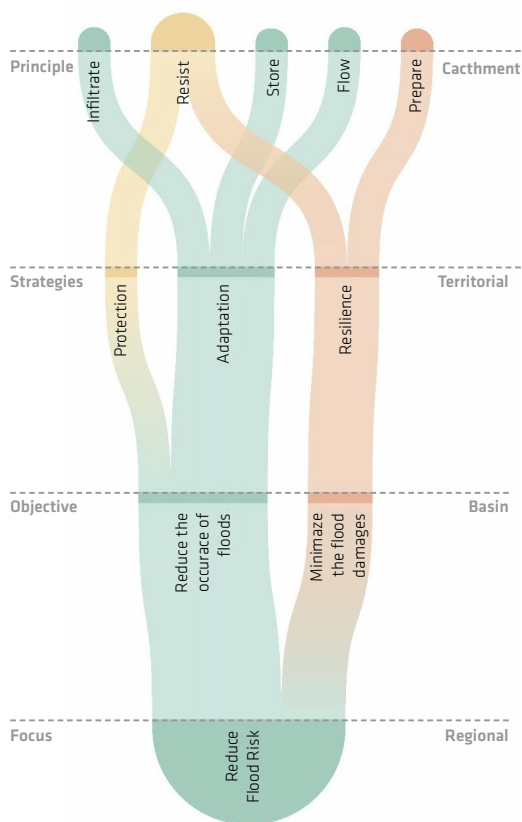 Principle
Infiltrate
Resist
Store
Flow
Prepare
Cacthment
Strategies
Protection
Adaptation
Resilience
Territorial
Objective
Reduce the
occurace of
floods
Minimaze
the flood
damages
Basin
Focus
Reduce
Flood Risk
Regional